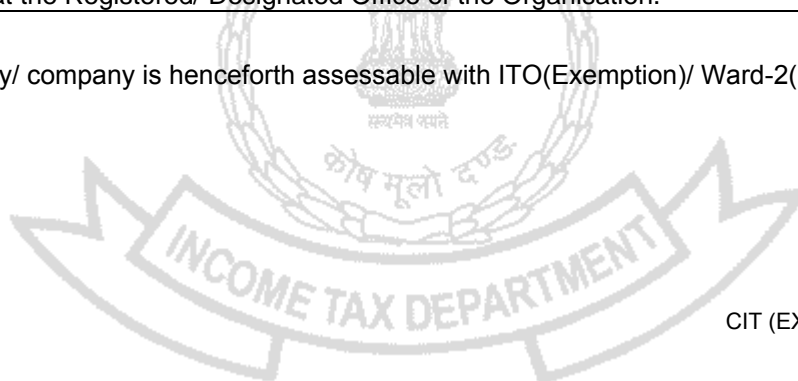 at the Registered/ Designated Office of the Organisation.
y/ company is henceforth assessable with ITO(Exemption)/ Ward-2(
सत्यमेव जयते
कोष मूलो दण्ड
INCOME TAX DEPARTMENT
CIT (EX